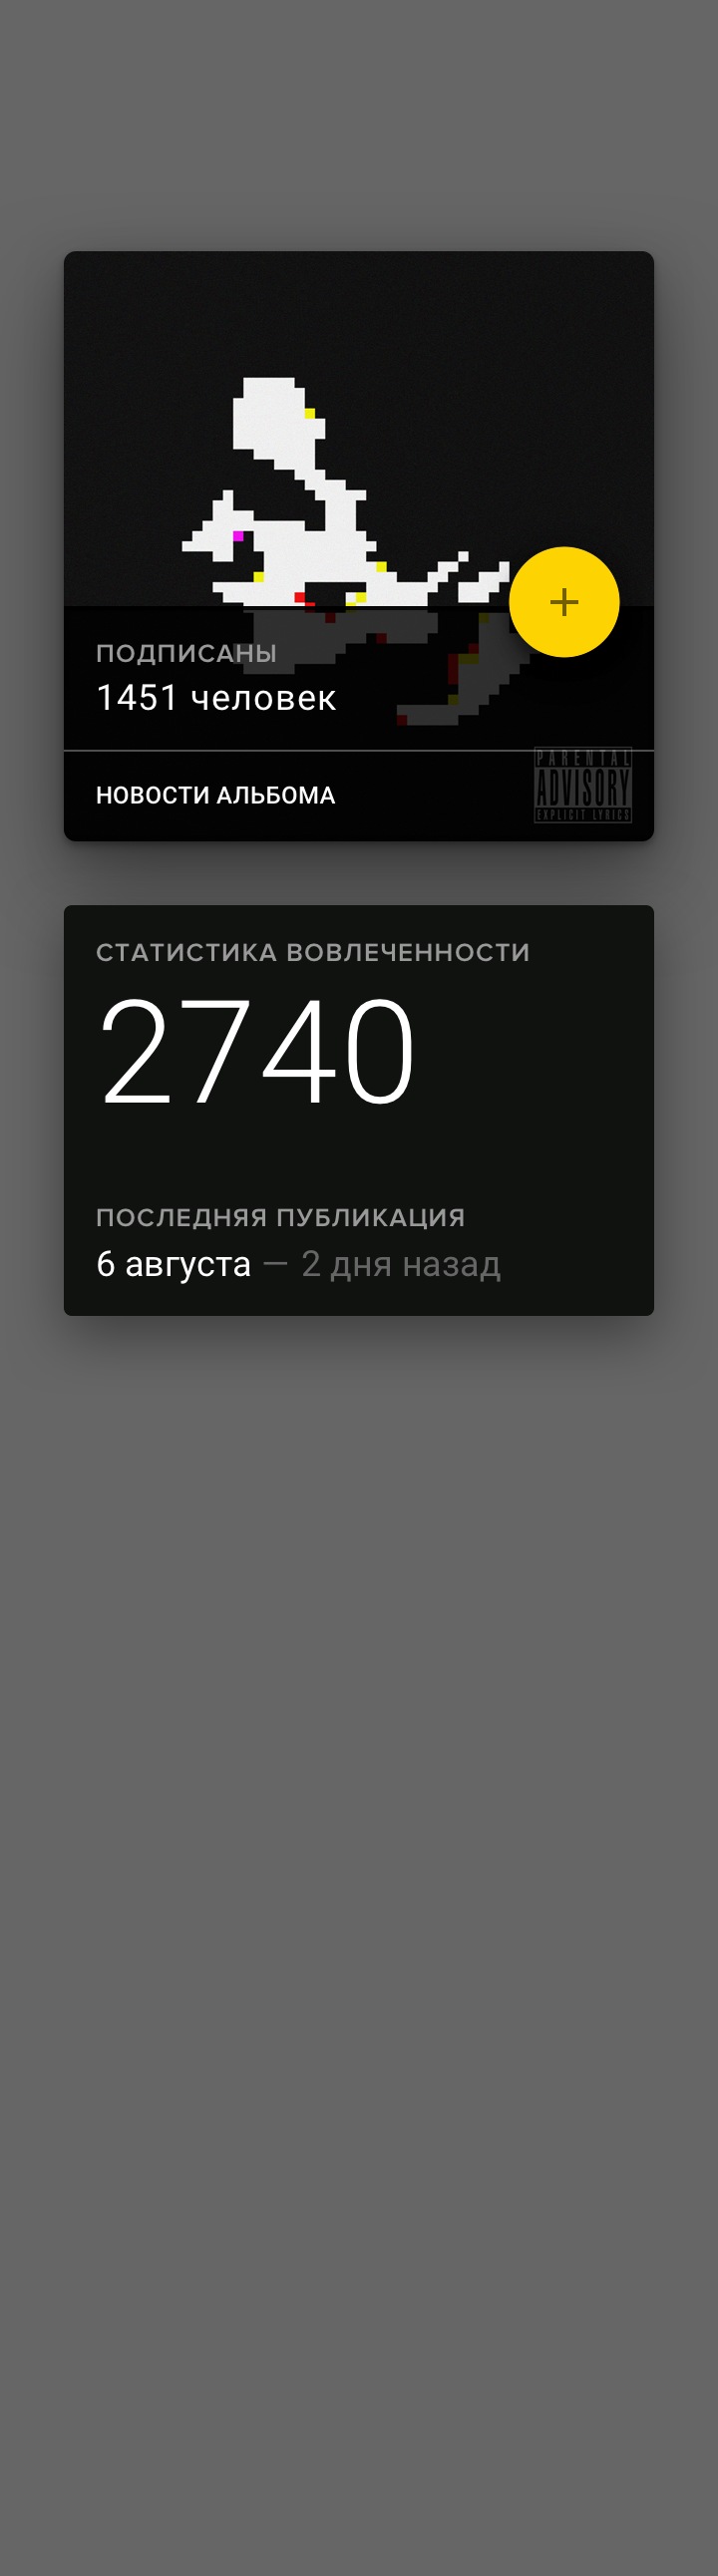 ПОДПИСАНЫ
1451 человек
НОВОСТИ АЛЬБОМА
PARENTAL
ADVISORY
EXPLICIT LYRICS
СТАТИСТИКА ВОВЛЕЧЕННОСТИ
2740
ПОСЛЕДНЯЯ ПУБЛИКАЦИЯ
6 августа — 2 дня назад